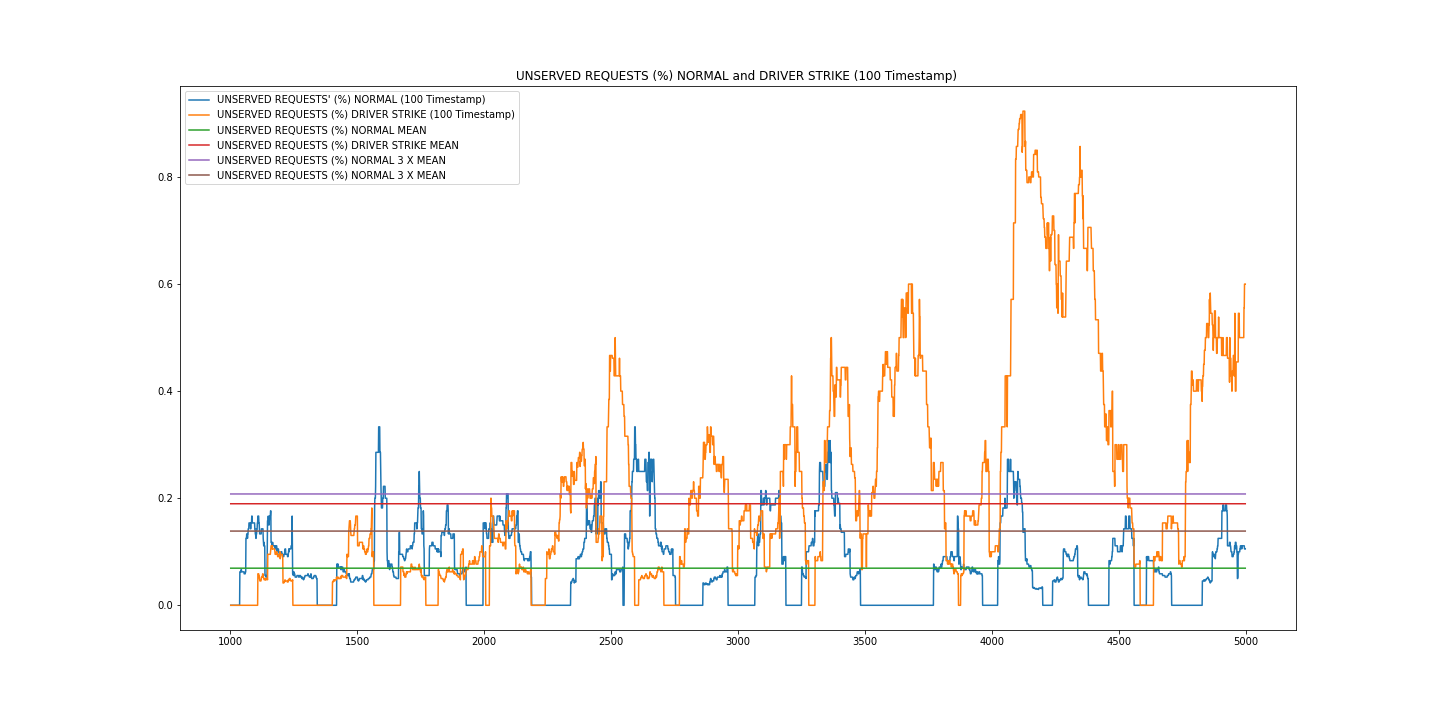 UNSERVED REQUESTS (%) NORMAL and DRIVER STRIKE (100 Timestamp)
UNSERVED REQUESTS' (%) NORMAL (100 Timestamp)
UNSERVED REQUESTS (%) DRIVER STRIKE (100 Timestamp)
UNSERVED REQUESTS (%) NORMAL MEAN
UNSERVED REQUESTS (%) DRIVER STRIKE MEAN
UNSERVED REQUESTS (%) NORMAL 3 X MEAN
UNSERVED REQUESTS (%) NORMAL 3 X MEAN
0.8
0.6
0.4
0.2
0.0
1000 1500 2000 2500 3000 3500 4000 4500 5000